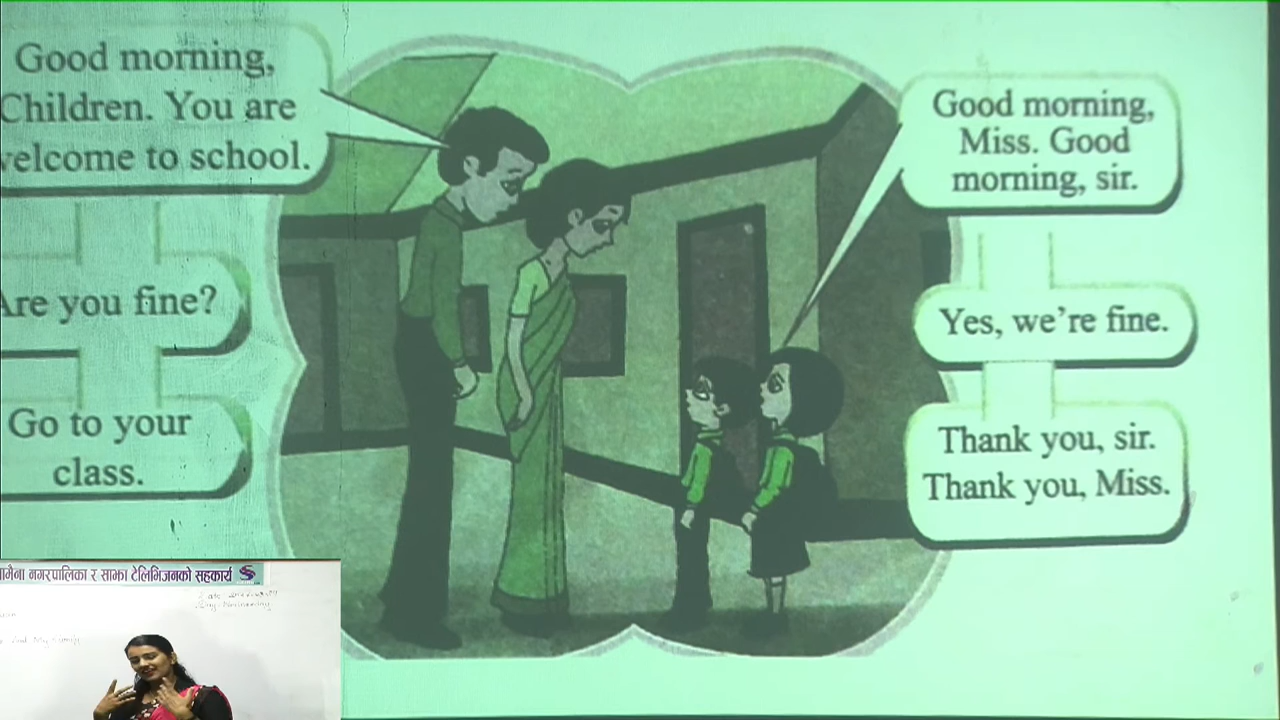 Good morning,
Children. You are
welcome to school.
Are you fine?
Go to your
class.
Good morning,
Miss. Good
morning, sir.
Yes, we're fine.
Thank you, sir.
Thank you, Miss.
नगरपालिका र साझा टेलिभिजनको सहकार्य